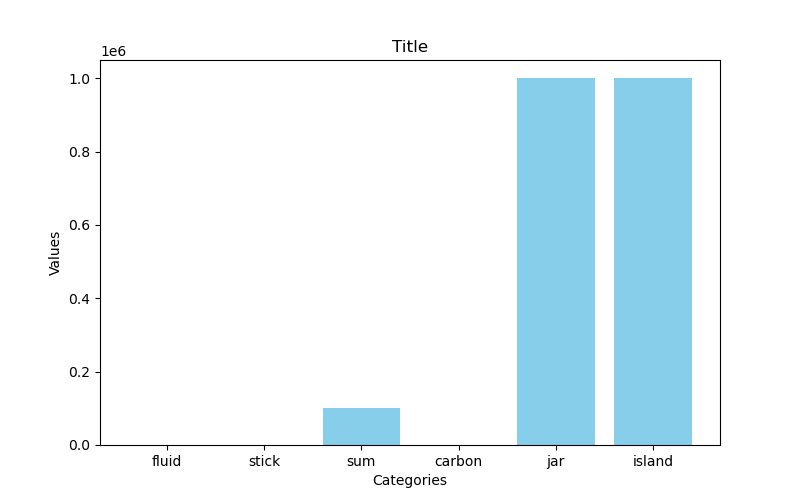 Title
1e6
1.0
0.8
0.6
0.4
0.2
0.0
Values
fluid stick sum carbon jar island
Categories